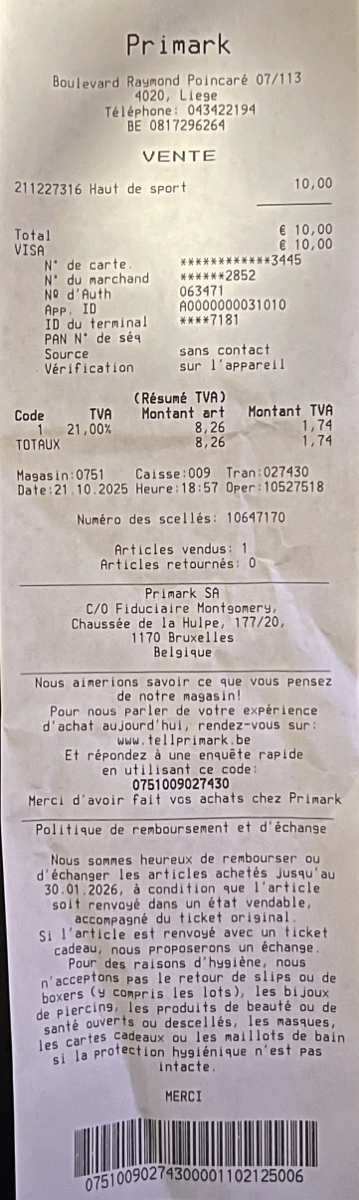 Primark
Boulevard Raymond Poincaré 07/113
4020, Liege
Téléphone: 043422194
BE 0817296264
VENTE
211227316 Haut de sport 10,00
Total € 10,00
VISA € 10,00
N° de carte. ************3445
N° du marchand ******2852
Nº d'Auth 063471
App. ID A0000000031010
ID du terminal ****7181
PAN N° de séq
Source sans contact
Vérification sur l'appareil
(Résumé TVA)
Code TVA Montant art Montant TVA
1 21,00% 8,26 1,74
TOTAUX 8,26 1,74
Magasin:0751 Caisse:009 Tran:027430
Date:21.10.2025 Heure:18:57 Oper:10527518
Numéro des scellés: 10647170
Articles vendus: 1
Articles retournés: 0
Primark SA
C/O Fiduciaire Montgomery,
Chaussée de la Hulpe, 177/20,
1170 Bruxelles
Belgique
Nous aimerions savoir ce que vous pensez
de notre magasin!
Pour nous parler de votre expérience
d'achat aujourd'hui, rendez-vous sur:
www.tellprimark.be
Et répondez à une enquête rapide
en utilisant ce code:
0751009027430
Merci d'avoir fait vos achats chez Primark
Politique de remboursement et d'échange
Nous sommes heureux de rembourser ou
d'échanger les articles achetés jusqu'au
30.01.2026, à condition que l'article
soit renvoyé dans un état vendable,
accompagné du ticket original.
Si l'article est renvoyé avec un ticket
cadeau, nous proposerons un échange.
Pour des raisons d'hygiène, nous
n'acceptons pas le retour de slips ou de
boxers (y compris les lots), les bijoux
de piercing, les produits de beauté ou de
santé ouverts ou descellés, les masques,
les cartes cadeaux ou les maillots de bain
si la protection hygiénique n'est pas
intacte.
MERCI
07510090274300001102125006